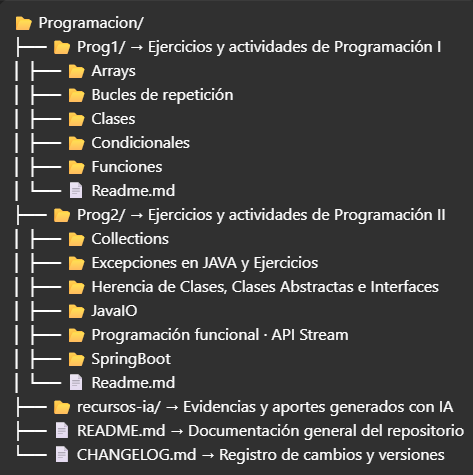 📂 Programacion/
├── 📂 Prog1/ → Ejercicios y actividades de Programación I
│ ├── 📂 Arrays
│ ├── 📂 Bucles de repetición
│ ├── 📂 Clases
│ ├── 📂 Condicionales
│ ├── 📂 Funciones
│ └── 📄 Readme.md
├── 📂 Prog2/ → Ejercicios y actividades de Programación II
│ ├── 📂 Collections
│ ├── 📂 Excepciones en JAVA y Ejercicios
│ ├── 📂 Herencia de Clases, Clases Abstractas e Interfaces
│ ├── 📂 JavaIO
│ ├── 📂 Programación funcional · API Stream
│ ├── 📂 SpringBoot
│ └── 📄 Readme.md
├── 📂 recursos-ia/ → Evidencias y aportes generados con IA
├── 📄 README.md → Documentación general del repositorio
└── 📄 CHANGELOG.md → Registro de cambios y versiones